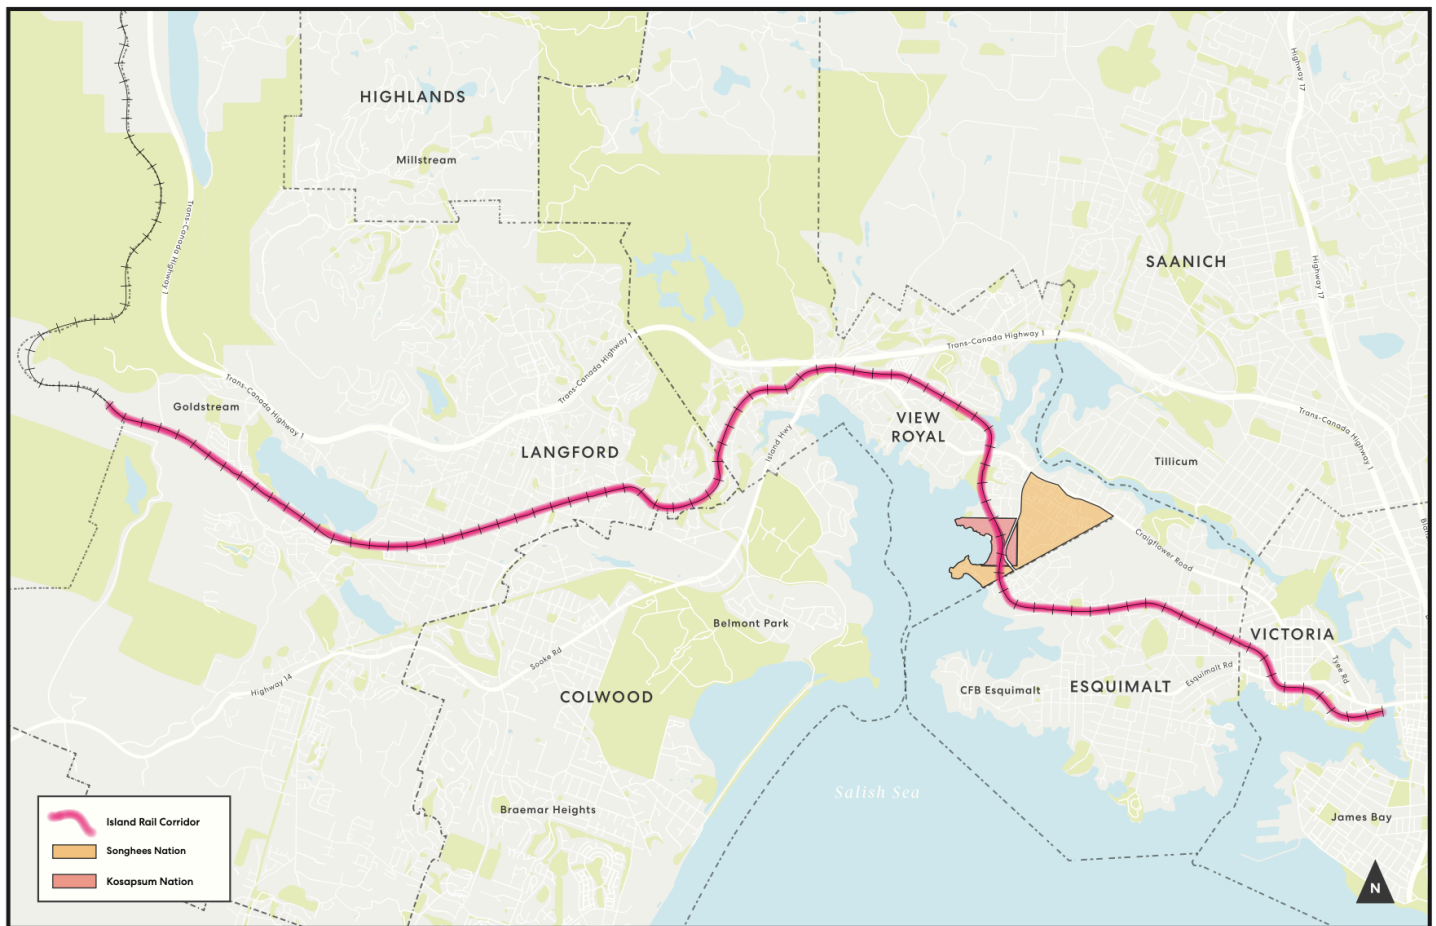 HIGHLANDS
Millstream
Highway 17
Trans-Canada Highway 1
SAANICH
Highway 17
Trans-Canada Highway 1
Trans-Canada Highway 1
Trans-Canada Highway 1
Goldstream
Trans-Canada Highway 1
VIEW
ROYAL
Island Hwy
LANGFORD
Tillicum
Craigflower Road
Belmont Park
VICTORIA
Sooke Rd
Tyee Rd
Esquimalt Rd
Highway 14
COLWOOD
CFB Esquimalt
ESQUIMALT
Salish Sea
Braemar Heights
James Bay
Island Rail Corridor
Songhees Nation
Kosapsum Nation
N